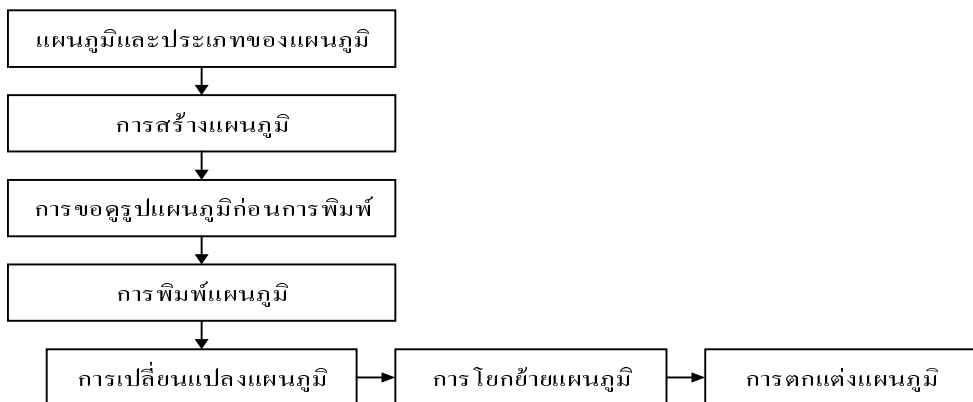 แผนภูมิและประเภทของแผนภูมิ
การสร้างแผนภูมิ
การขอดูรูปแผนภูมิก่อนการพิมพ์
การพิมพ์แผนภูมิ
การเปลี่ยนแปลงแผนภูมิ
การโยกย้ายแผนภูมิ
การตกแต่งแผนภูมิ